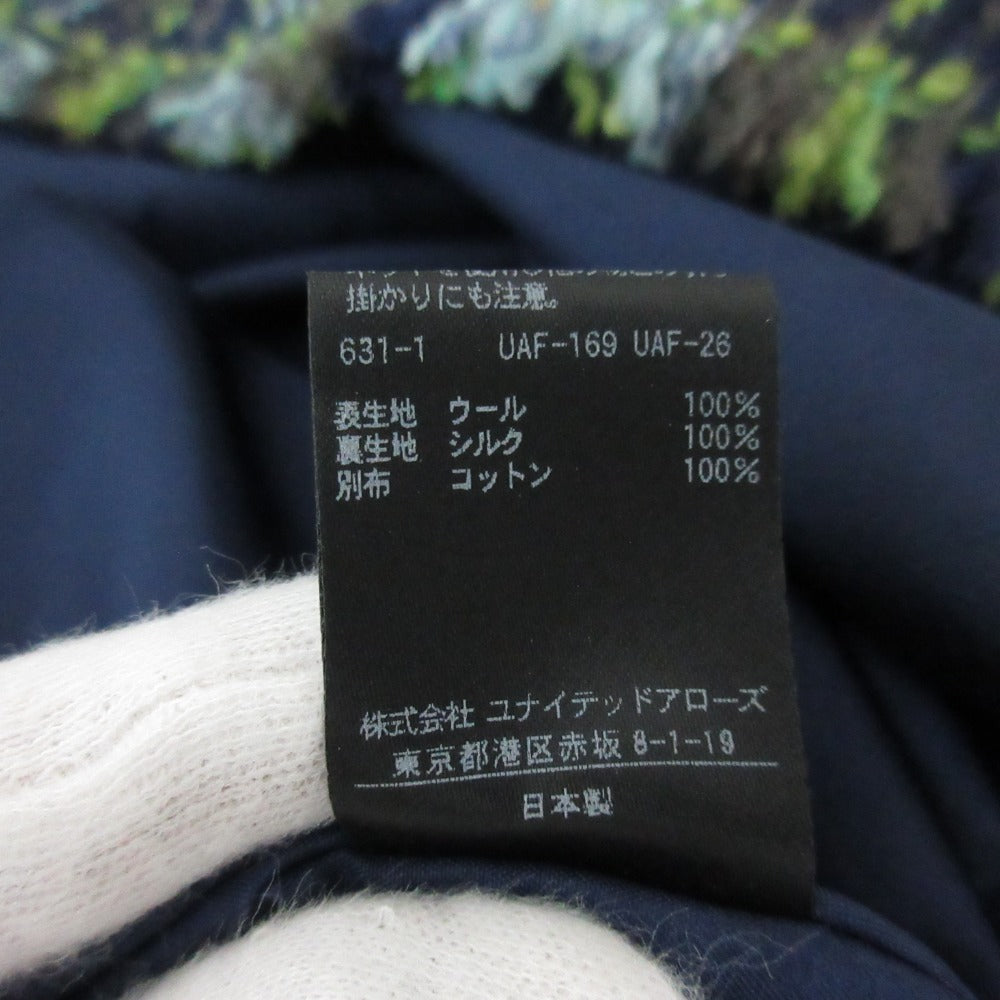 掛かりにも注意。
631-1 UAF-169 UAF-26
表生地 ウール 100%
裏生地 シルク 100%
別布 コットン 100%
株式会社 ユナイテッドアローズ
東京都港区赤坂 8-1-19
日本製